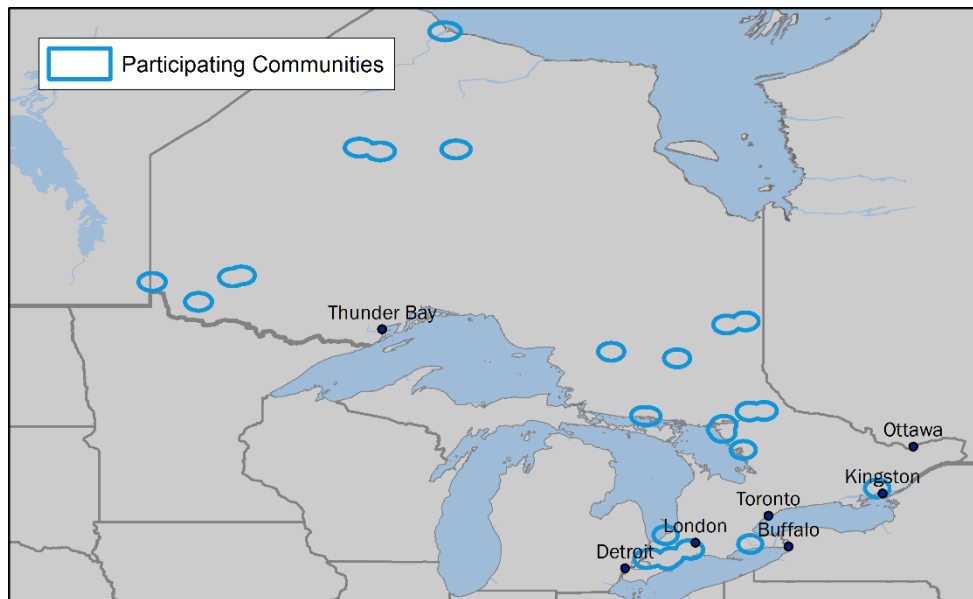 Participating Communities
Thunder Bay
Ottawa
Kingston
Toronto
London
Buffalo
Detroit